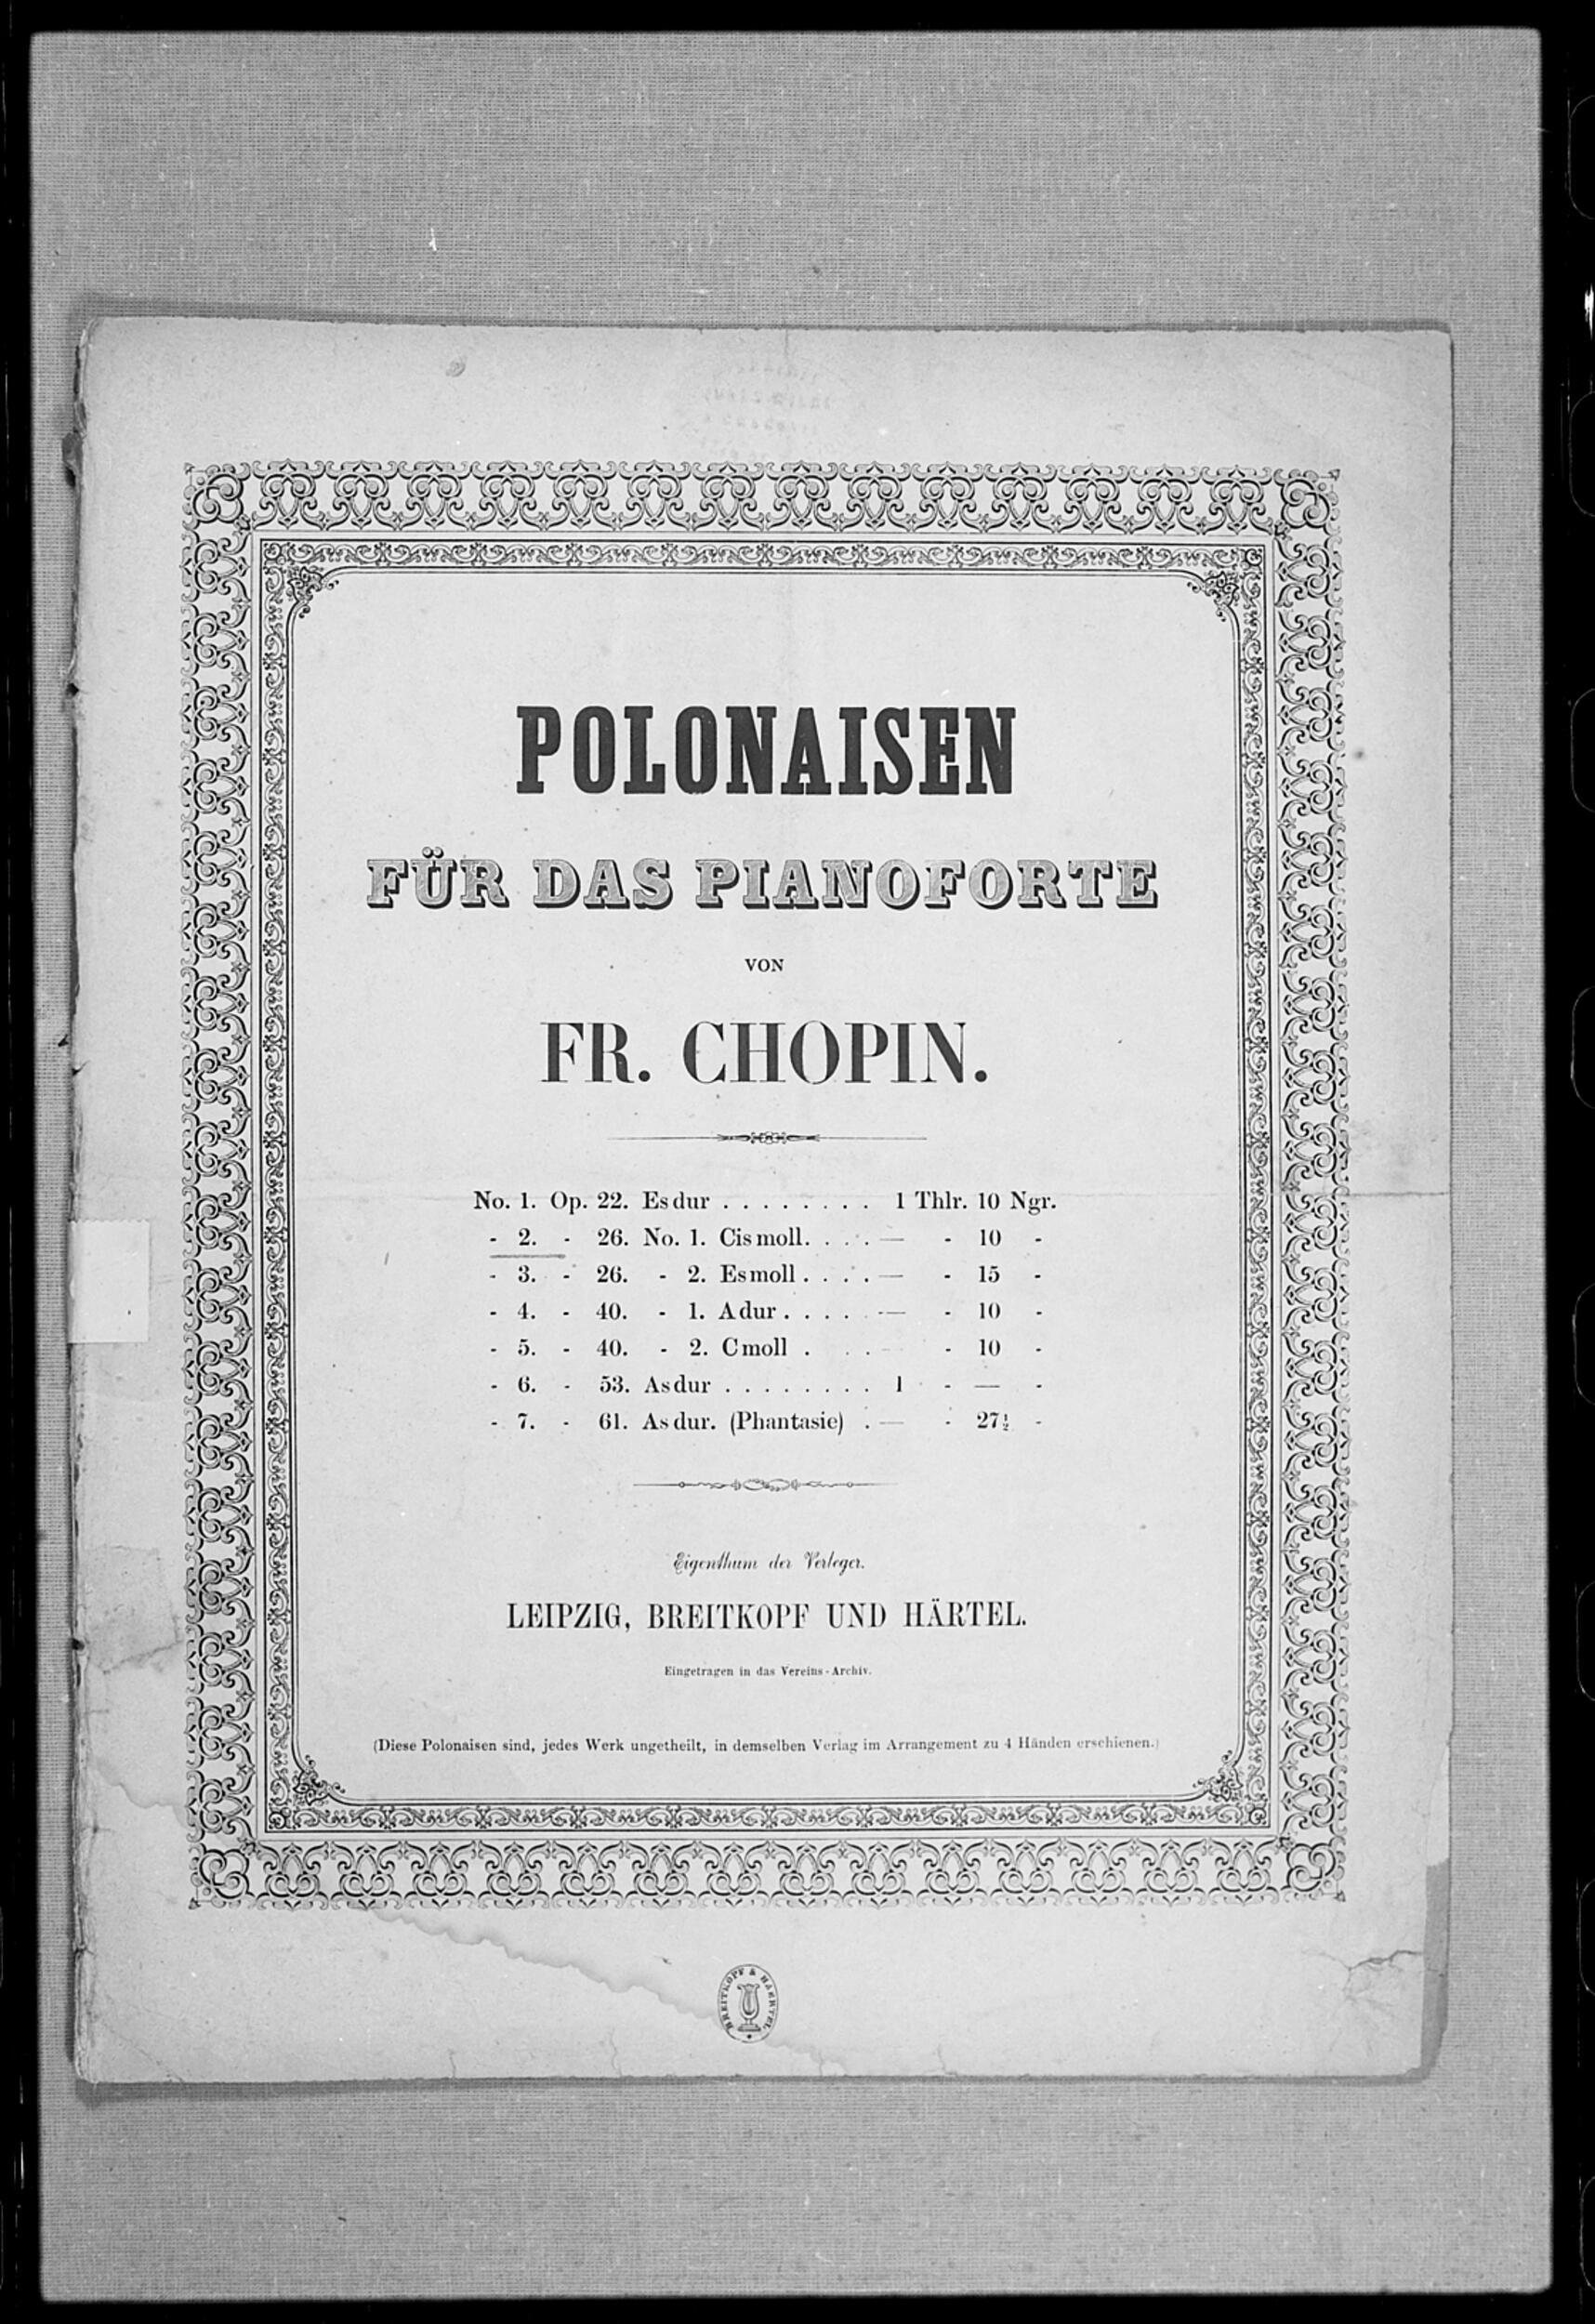 POLONAISEN
FÜR DAS PIANOFORTE
VON
FR. CHOPIN.
No. 1. Op. 22. Es dur . . . . . . . . 1 Thlr. 10 Ngr.
- 2. - 26. No. 1. Cis moll. . . . . — - 10 -
- 3. - 26. - 2. Es moll . . . . — - 15 -
- 4. - 40. - 1. A dur . . . . — - 10 -
- 5. - 40. - 2. C moll . . . - - 10 -
- 6. - 53. As dur . . . . . . . . 1 - — -
- 7. - 61. As dur. (Phantasie) . — - 27½ -
Eigenthum der Verleger.
LEIPZIG, BREITKOPF UND HÄRTEL.
Eingetragen in das Vereins-Archiv.
(Diese Polonaisen sind, jedes Werk ungetheilt, in demselben Verlag im Arrangement zu 4 Händen erschienen.)
BREITKOPF & HAERTEL